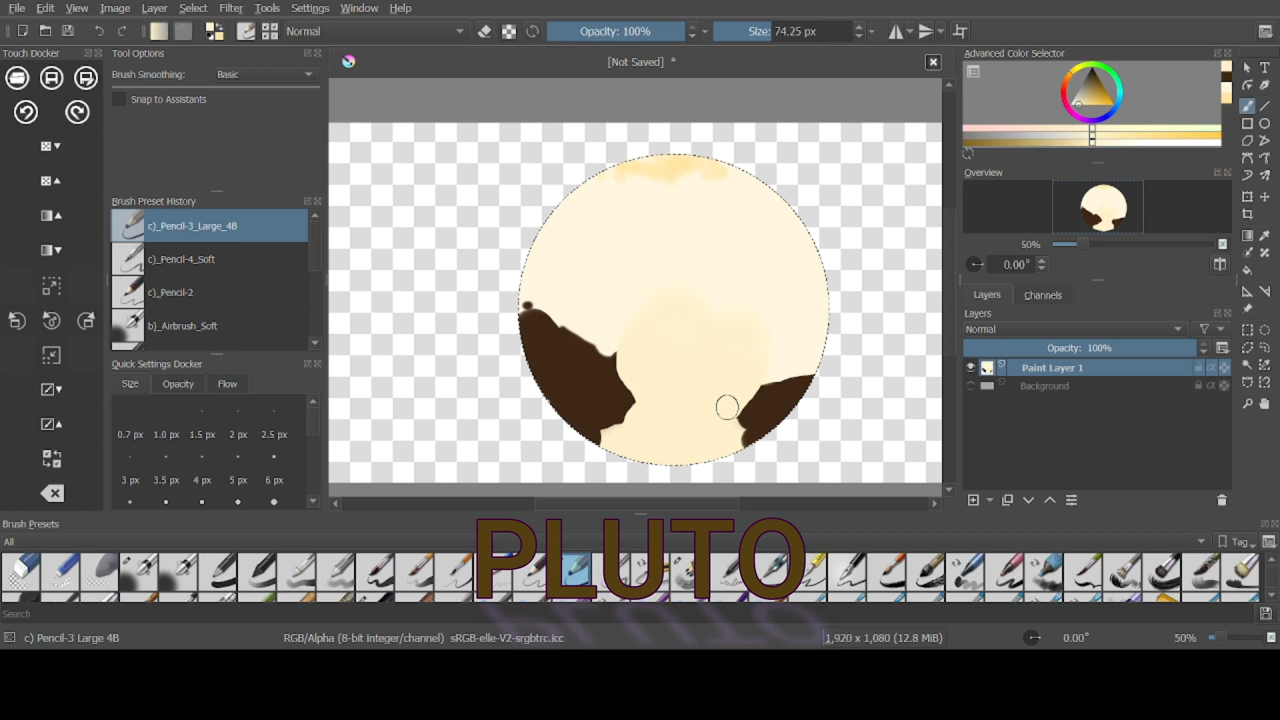 File Edit View Image Layer Select Filter Tools Settings Window Help
Normal Opacity: 100% Size: 74.25 px
Touch Docker
Tool Options
Brush Smoothing: Basic
Snap to Assistants
Brush Preset History
c)_Pencil-3_Large_4B
c)_Pencil-4_Soft
c)_Pencil-2
b)_Airbrush_Soft
Quick Settings Docker
Size Opacity Flow
0.7 px 1.0 px 1.5 px 2 px 2.5 px
3 px 3.5 px 4 px 5 px 6 px
[Not Saved] *
Advanced Color Selector
Overview
50%
0.00°
Layers Channels
Layers
Normal
Opacity: 100%
Paint Layer 1
Background
Brush Presets
All
Tag
PLUTO
Search
c) Pencil-3 Large 4B RGB/Alpha (8-bit integer/channel) sRGB-elle-V2-srgbtrc.icc 1,920 x 1,080 (12.8 MiB) 0.00° 50%